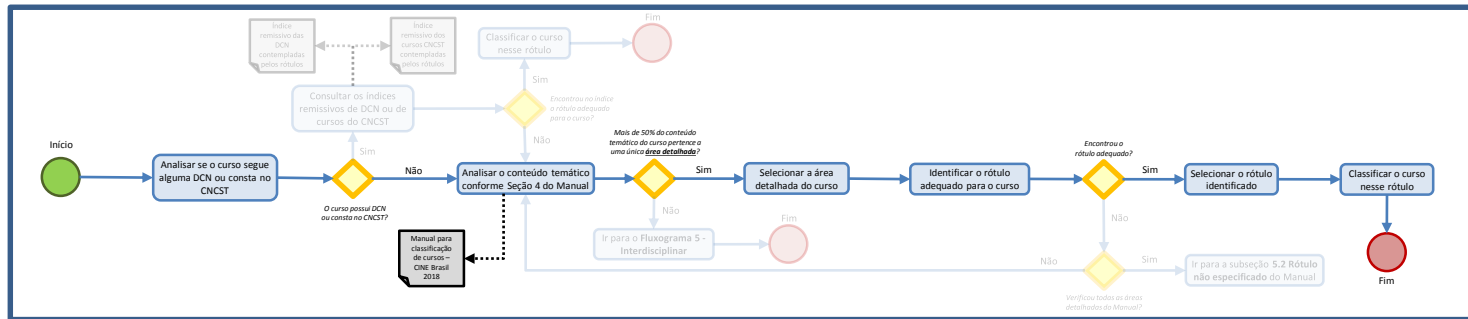 Início
Analisar se o curso segue
alguma DCN ou consta no
CNCST
O curso possui DCN
ou consta no CNCST?
Sim
Consultar os índices
remissivos de DCN ou de
cursos do CNCST
Índice
remissivo das
DCN
contempladas
pelos rótulos
Índice
remissivo dos
cursos CNCST
contemplados
pelos rótulos
Encontrou no índice
o rótulo adequado
para o curso?
Sim
Classificar o curso
nesse rótulo
Fim
Não
Não
Analisar o conteúdo temático
conforme Seção 4 do Manual
Manual para
classificação
de cursos –
CINE Brasil
2018
Mais de 50% do conteúdo
temático do curso pertence a
a uma única área detalhada?
Não
Ir para o Fluxograma 5 -
Interdisciplinar
Fim
Sim
Selecionar a área
detalhada do curso
Identificar o rótulo
adequado para o curso
Encontrou o
rótulo adequado?
Sim
Selecionar o rótulo
identificado
Classificar o curso
nesse rótulo
Fim
Não
Verificou todas as áreas
detalhadas do Manual?
Não
Sim
Ir para a subseção 5.2 Rótulo
não especificado do Manual